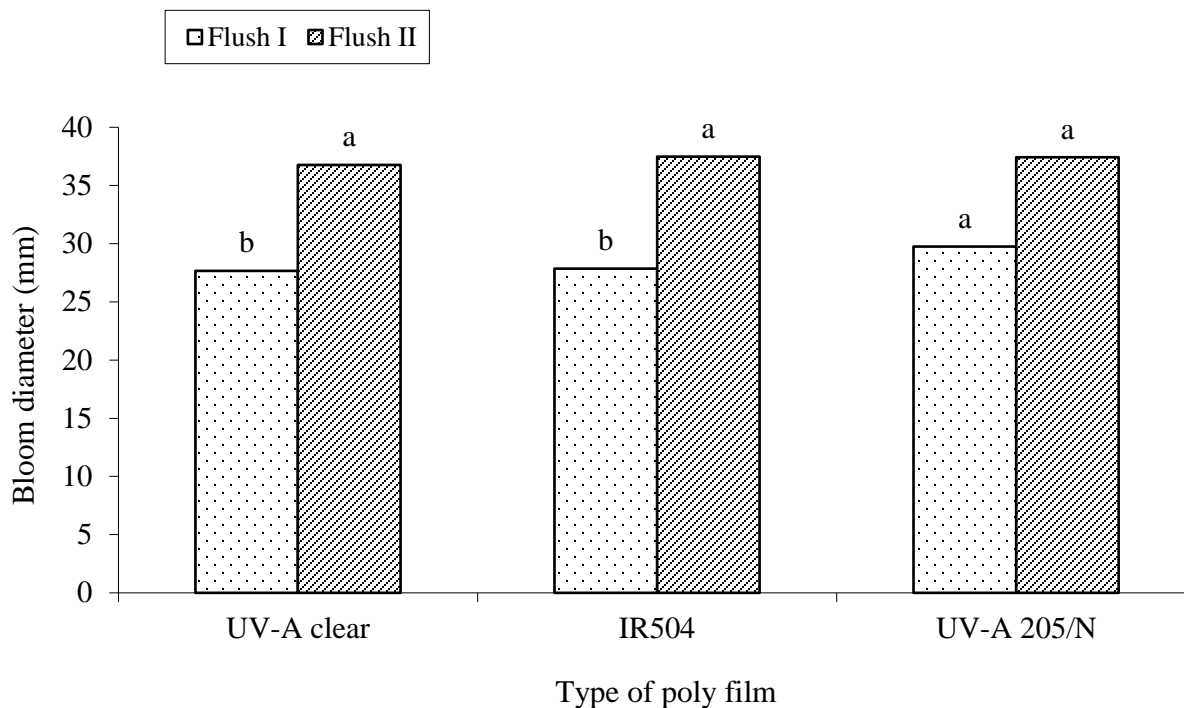 Flush I Flush II
Bloom diameter (mm)
40
35
30
25
20
15
10
5
0
b
a
b
a
a
a
UV-A clear IR504 UV-A 205/N
Type of poly film